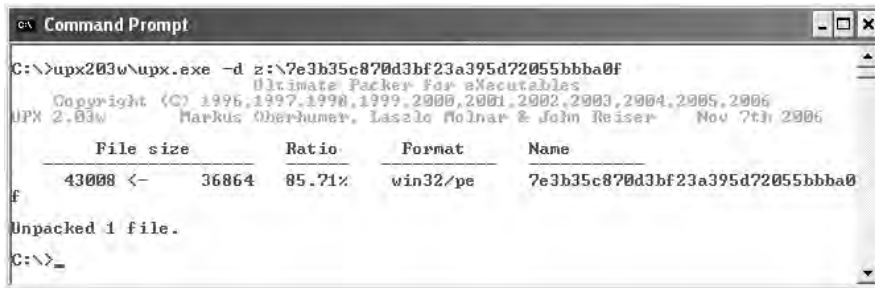 Command Prompt
C:\>upx203w\upx.exe -d z:\7e3b35c870d3bf23a395d72055bbba0f
Ultimate Packer for eXecutables
Copyright (C) 1996,1997,1998,1999,2000,2001,2002,2003,2004,2005,2006
UPX 2.03w Markus Oberhumer, Laszlo Molnar & John Reiser Nov 7th 2006
File size Ratio Format Name
43008 <- 36864 85.71% win32/pe 7e3b35c870d3bf23a395d72055bbba0
f
Unpacked 1 file.
C:\>_